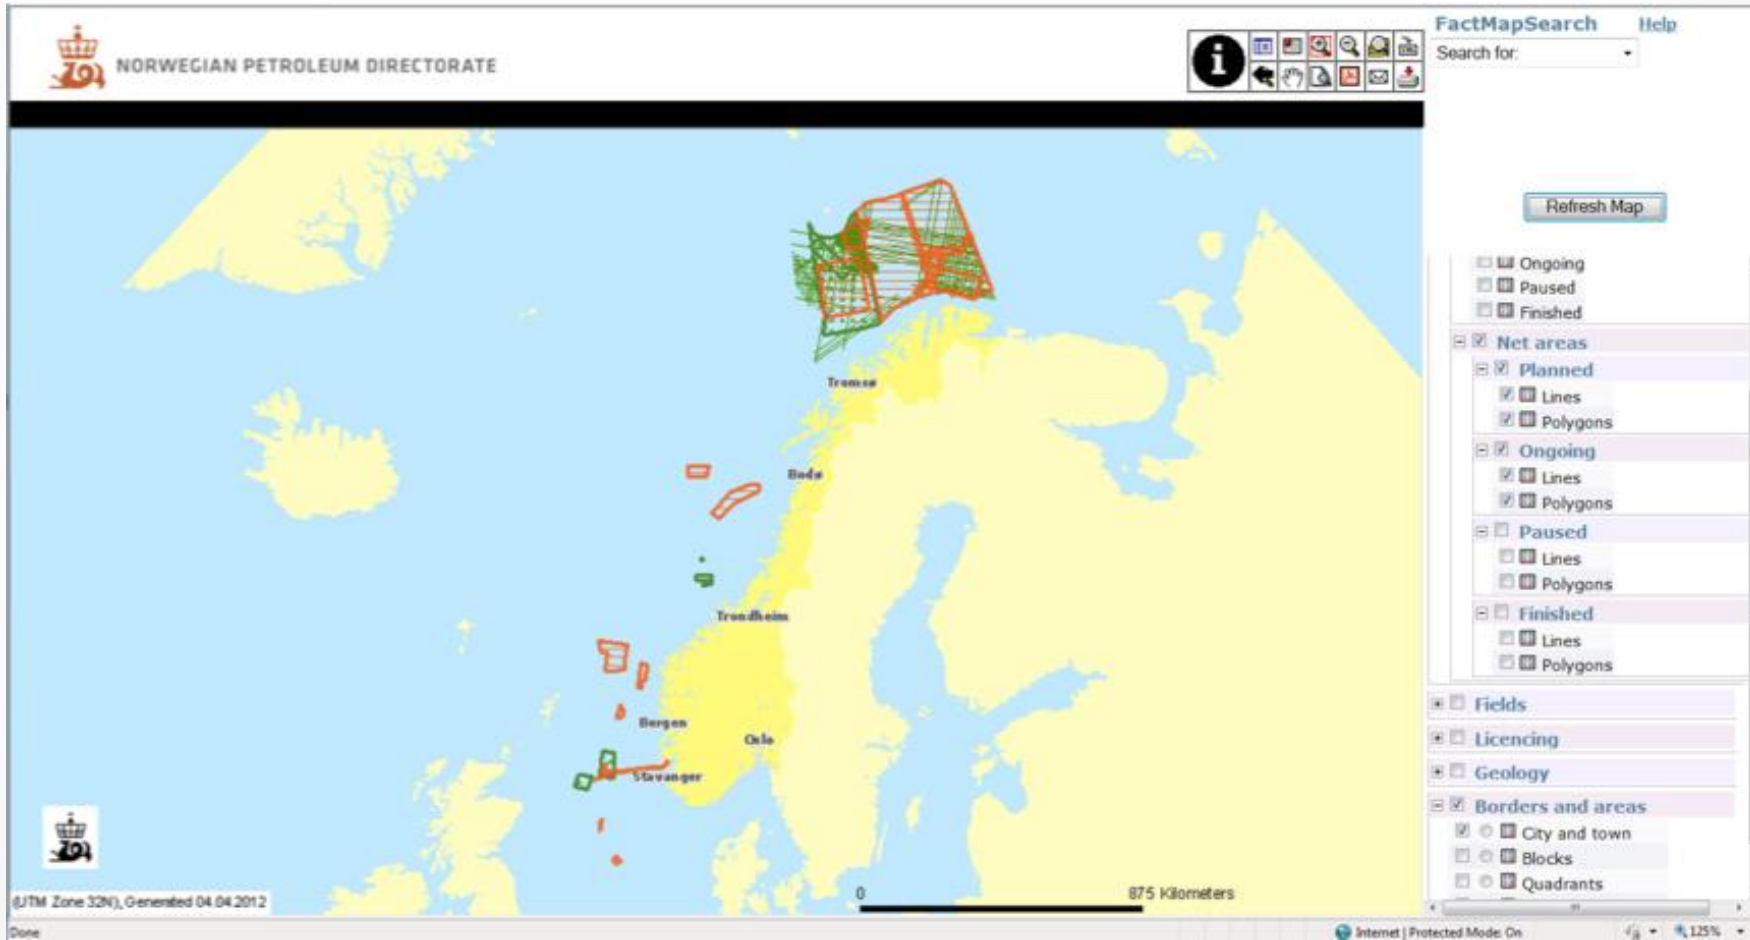 NORWEGIAN PETROLEUM DIRECTORATE
FactMapSearch Help
Search for:
Refresh Map
Ongoing
Paused
Finished
Net areas
Planned
Lines
Polygons
Ongoing
Lines
Polygons
Paused
Lines
Polygons
Finished
Lines
Polygons
Fields
Licencing
Geology
Borders and areas
City and town
Blocks
Quadrants
Tromsø
Bodø
Trondheim
Bergen
Oslo
Stavanger
0 875 Kilometers
(UTM Zone 32N), Generated 04.04.2012
Done Internet | Protected Mode: On 125%